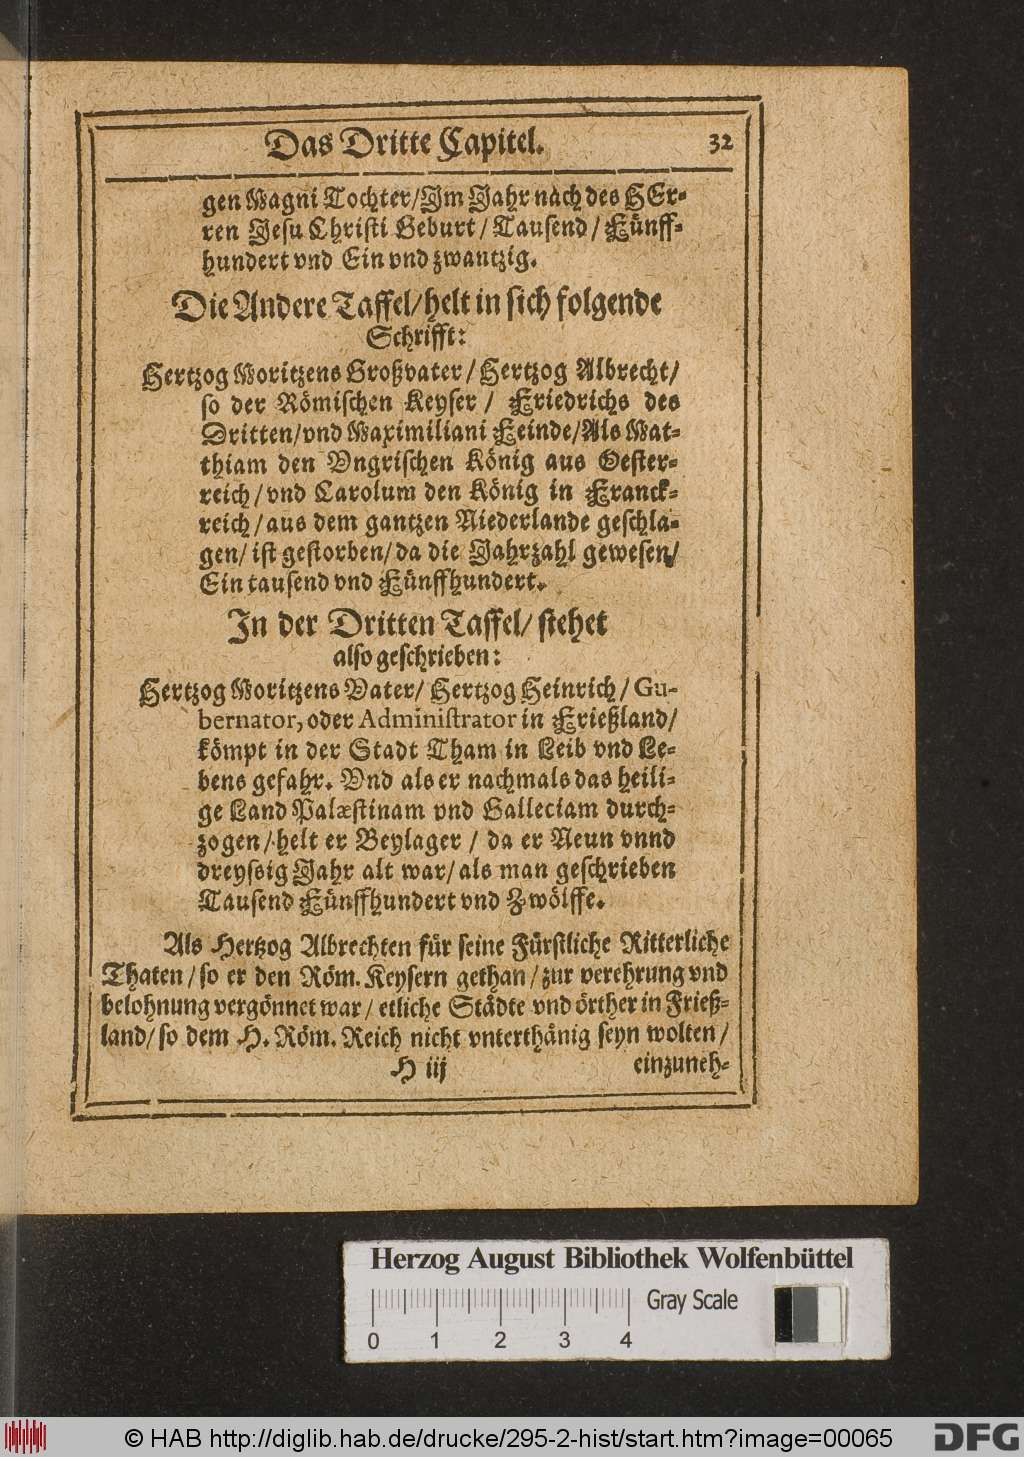 Das Dritte Capitel. 32
gen Magni Tochter/Im Jahr nach des HEr-
ren Jesu Christi Geburt/Tausend/Fünff-
hundert vnd Ein vnd zwantzig.
Die Andere Taffel/helt in sich folgende
Schrifft:
Hertzog Moritzens Großvater/Hertzog Albrecht/
so der Römischen Keyser/Friedrichs des
Dritten/vnd Maximiliani Feinde/Als Mat-
thiam den Vngrischen König aus Oester-
reich/vnd Carolum den König in Franck-
reich/aus dem gantzen Niederlande geschla-
gen/ist gestorben/da die Jahrzahl gewesen/
Ein tausend vnd Fünffhundert.
In der Dritten Taffel/stehet
also geschrieben:
Hertzog Moritzens Vater/Hertzog Heinrich/Gu-
bernator, oder Administrator in Frießland/
kömpt in der Stadt Tham in Leib vnd Le-
bens gefahr. Vnd als er nachmals das heili-
ge Land Palæstinam vnd Galleciam durch-
zogen/helt er Beylager/da er Neun vnnd
dreyssig Jahr alt war/als man geschrieben
Tausend Fünffhundert vnd Zwölffe.
Als Hertzog Albrechten für seine Fürstliche Ritterliche
Thaten/so er den Röm. Keysern gethan/zur verehrung vnd
belohnung vergönnet war/etliche Städte vnd örther in Frieß-
land/so dem H. Röm. Reich nicht vnterthänig seyn wolten/
H iij einzuneh-
Herzog August Bibliothek Wolfenbüttel
Gray Scale
0 1 2 3 4
© HAB http://diglib.hab.de/drucke/295-2-hist/start.htm?image=00065
DFG